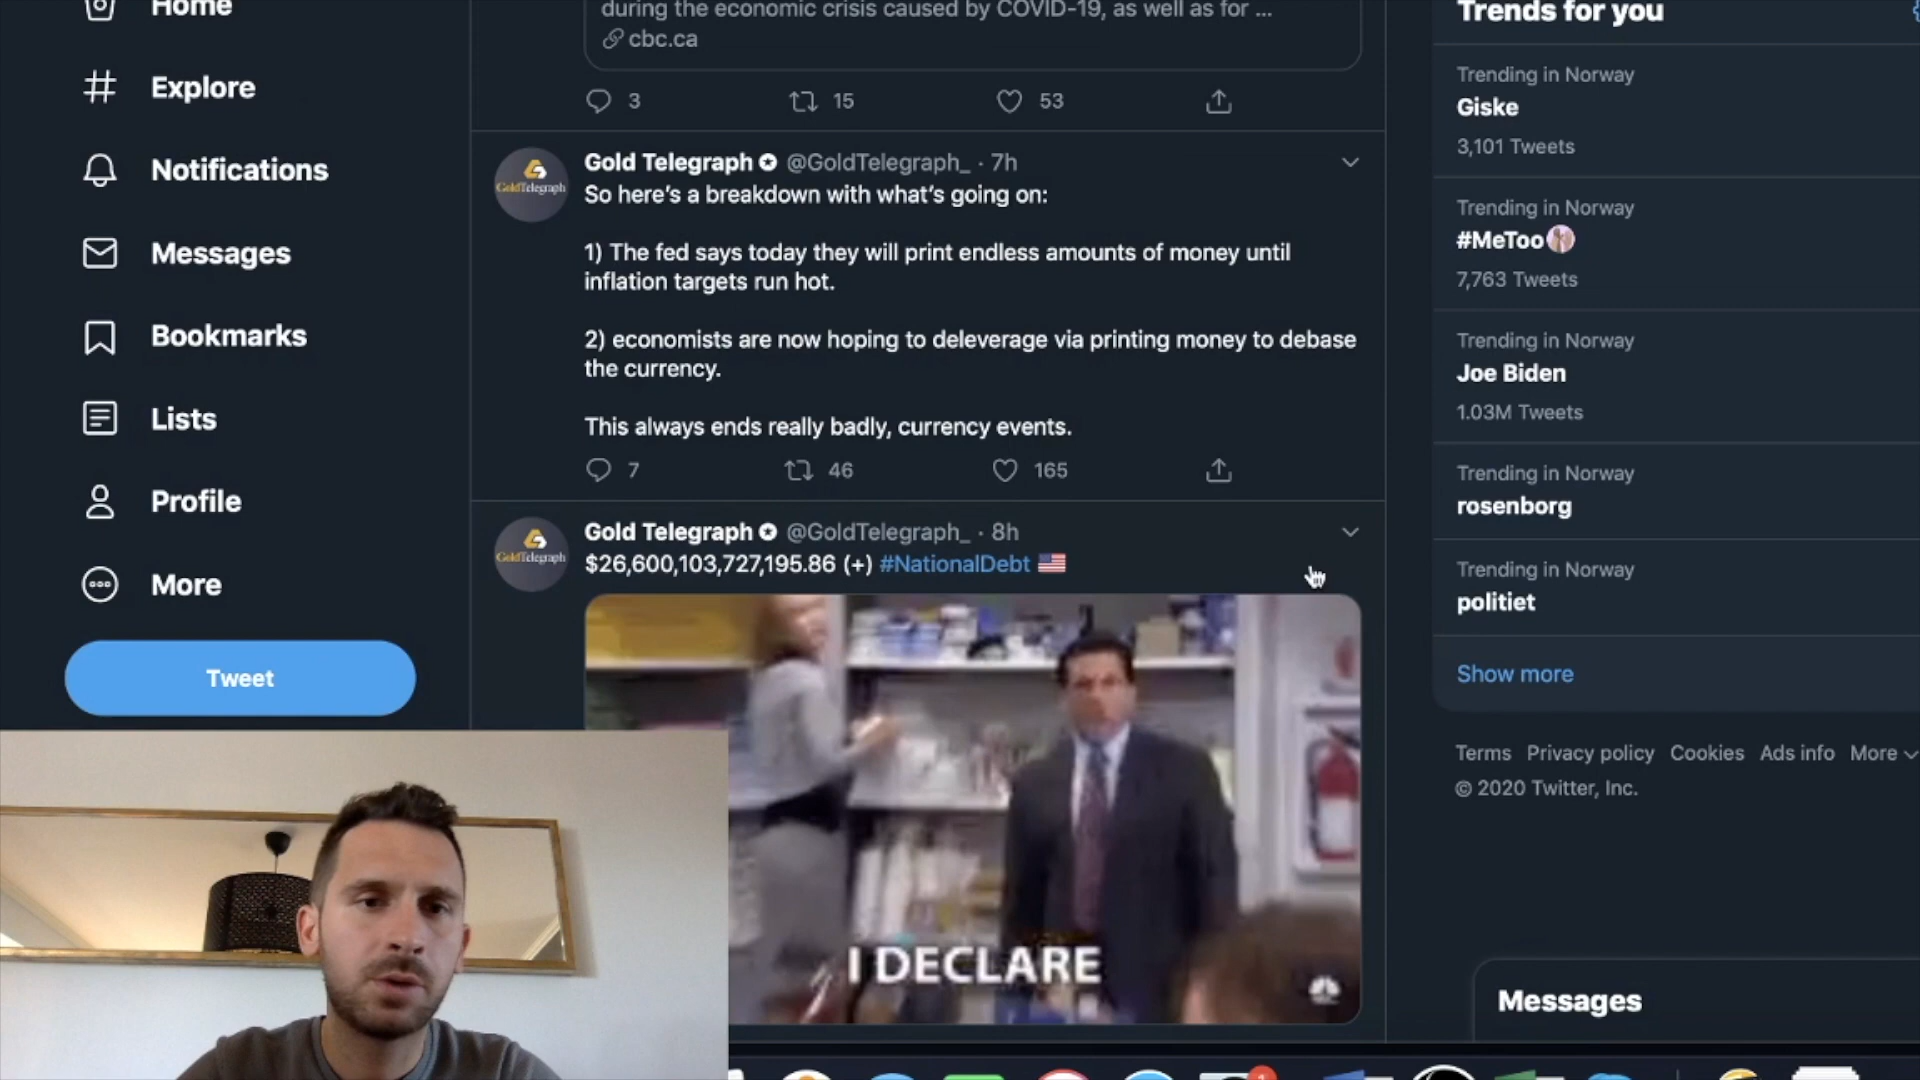 Home
Explore
Notifications
Messages
Bookmarks
Lists
Profile
More
Tweet
during the economic crisis caused by COVID-19, as well as for ...
cbc.ca
3 15 53
Gold Telegraph @GoldTelegraph_ · 7h
So here's a breakdown with what's going on:
1) The fed says today they will print endless amounts of money until
inflation targets run hot.
2) economists are now hoping to deleverage via printing money to debase
the currency.
This always ends really badly, currency events.
7 46 165
GoldTelegraph
Gold Telegraph @GoldTelegraph_ · 8h
$26,600,103,727,195.86 (+) #NationalDebt
GoldTelegraph
I DECLARE
Trends for you
Trending in Norway
Giske
3,101 Tweets
Trending in Norway
#MeToo
7,763 Tweets
Trending in Norway
Joe Biden
1.03M Tweets
Trending in Norway
rosenborg
Trending in Norway
politiet
Show more
Terms Privacy policy Cookies Ads info More
© 2020 Twitter, Inc.
Messages
1